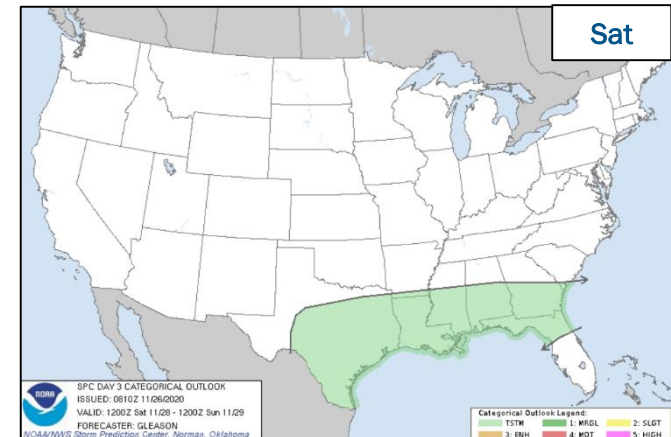 Sat
NOAA
SPC DAY 3 CATEGORICAL OUTLOOK
ISSUED: 0810Z 11/26/2020
VALID: 1200Z Sat 11/28 - 1200Z Sun 11/29
FORECASTER: GLEASON
NOAA/NWS Storm Prediction Center, Norman, Oklahoma
Categorical Outlook Legend:
TSTM 1: MRGL 2: SLGT
3: ENH 4: MDT 5: HIGH